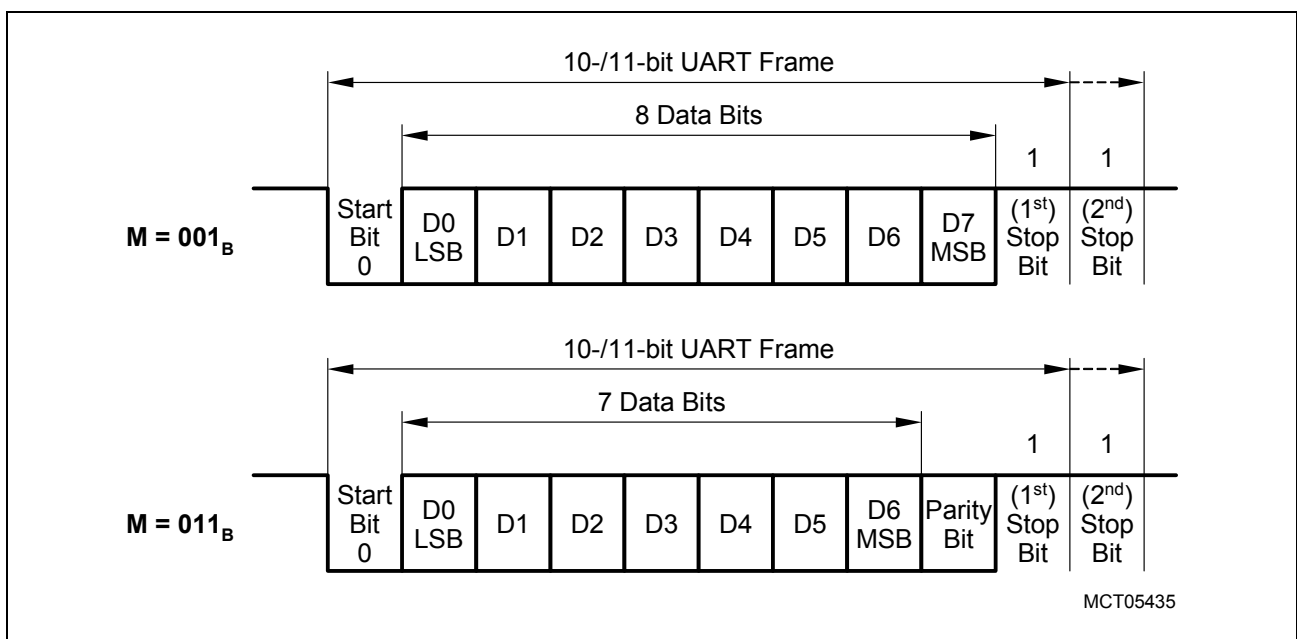 10-/11-bit UART Frame
8 Data Bits
1 1
M = 001B
Start Bit 0
D0 LSB
D1
D2
D3
D4
D5
D6
D7 MSB
(1st) Stop Bit
(2nd) Stop Bit
10-/11-bit UART Frame
7 Data Bits
1 1
M = 011B
Start Bit 0
D0 LSB
D1
D2
D3
D4
D5
D6 MSB
Parity Bit
(1st) Stop Bit
(2nd) Stop Bit
MCT05435